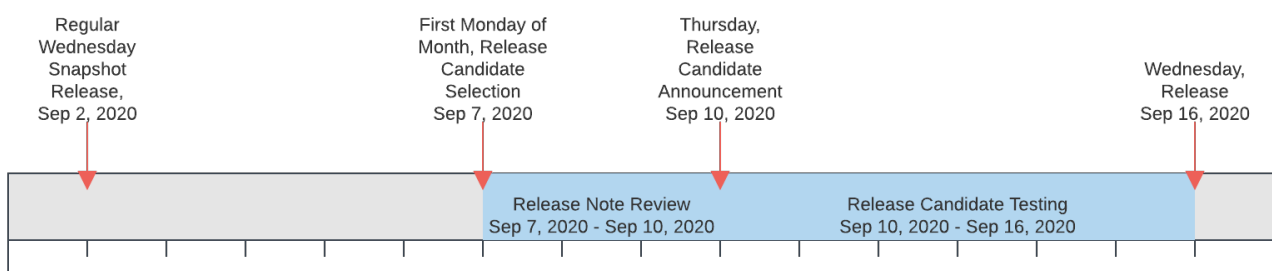 Regular
Wednesday
Snapshot
Release,
Sep 2, 2020
First Monday of
Month, Release
Candidate
Selection
Sep 7, 2020
Thursday,
Release
Candidate
Announcement
Sep 10, 2020
Wednesday,
Release
Sep 16, 2020
Release Note Review
Sep 7, 2020 - Sep 10, 2020
Release Candidate Testing
Sep 10, 2020 - Sep 16, 2020